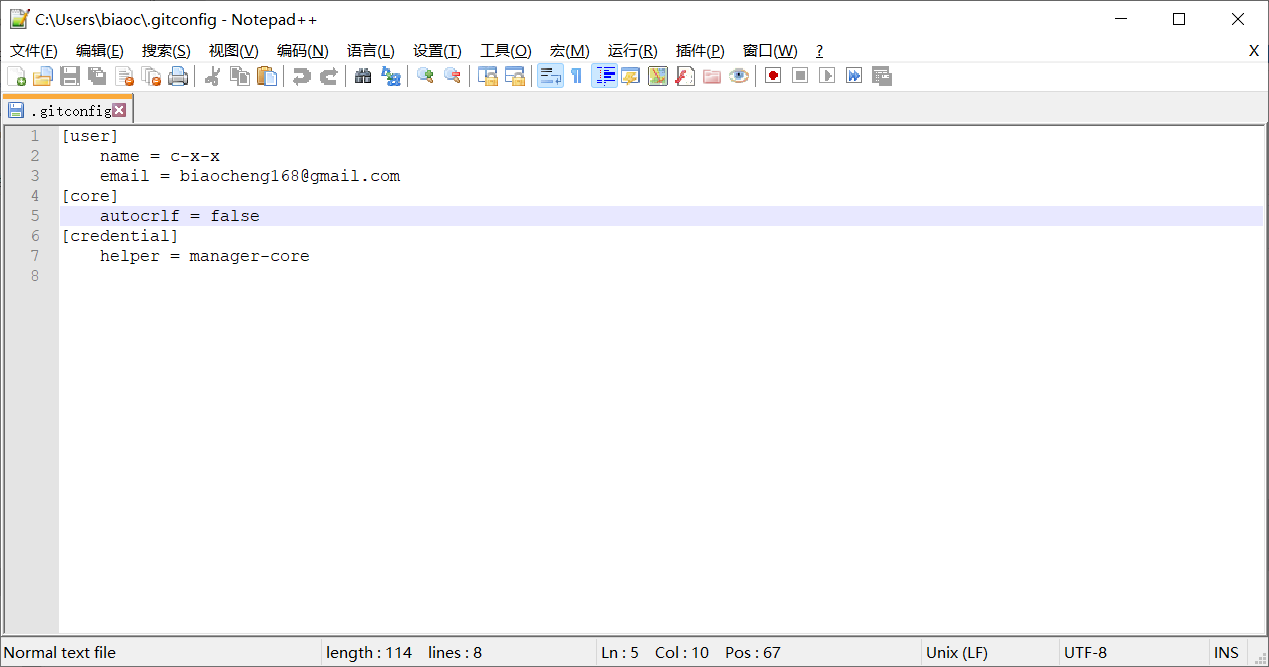 C:\Users\biaoc\.gitconfig - Notepad++
文件(F) 编辑(E) 搜索(S) 视图(V) 编码(N) 语言(L) 设置(T) 工具(O) 宏(M) 运行(R) 插件(P) 窗口(W) ? X
.gitconfig
1 [user]
2 name = c-x-x
3 email = biaocheng168@gmail.com
4 [core]
5 autocrlf = false
6 [credential]
7 helper = manager-core
8
Normal text file length : 114 lines : 8 Ln : 5 Col : 10 Pos : 67 Unix (LF) UTF-8 INS